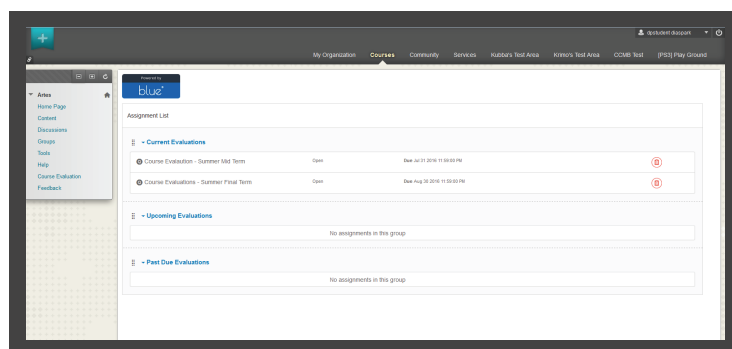 dpstudent diaspark
My Organization Courses Community Services Kubba's Test Area Krimo's Test Area CCMB Test [PS3] Play Ground
Artes
Home Page
Content
Discussions
Groups
Tools
Help
Course Evaluation
Feedback
Powered by
blue
Assignment List
Current Evaluations
Course Evalaution - Summer Mid Term Open Due Jul 31 2016 11:59:00 PM
Course Evaluations - Summer Final Term Open Due Aug 30 2016 11:59:00 PM
Upcoming Evaluations
No assignments in this group
Past Due Evaluations
No assignments in this group